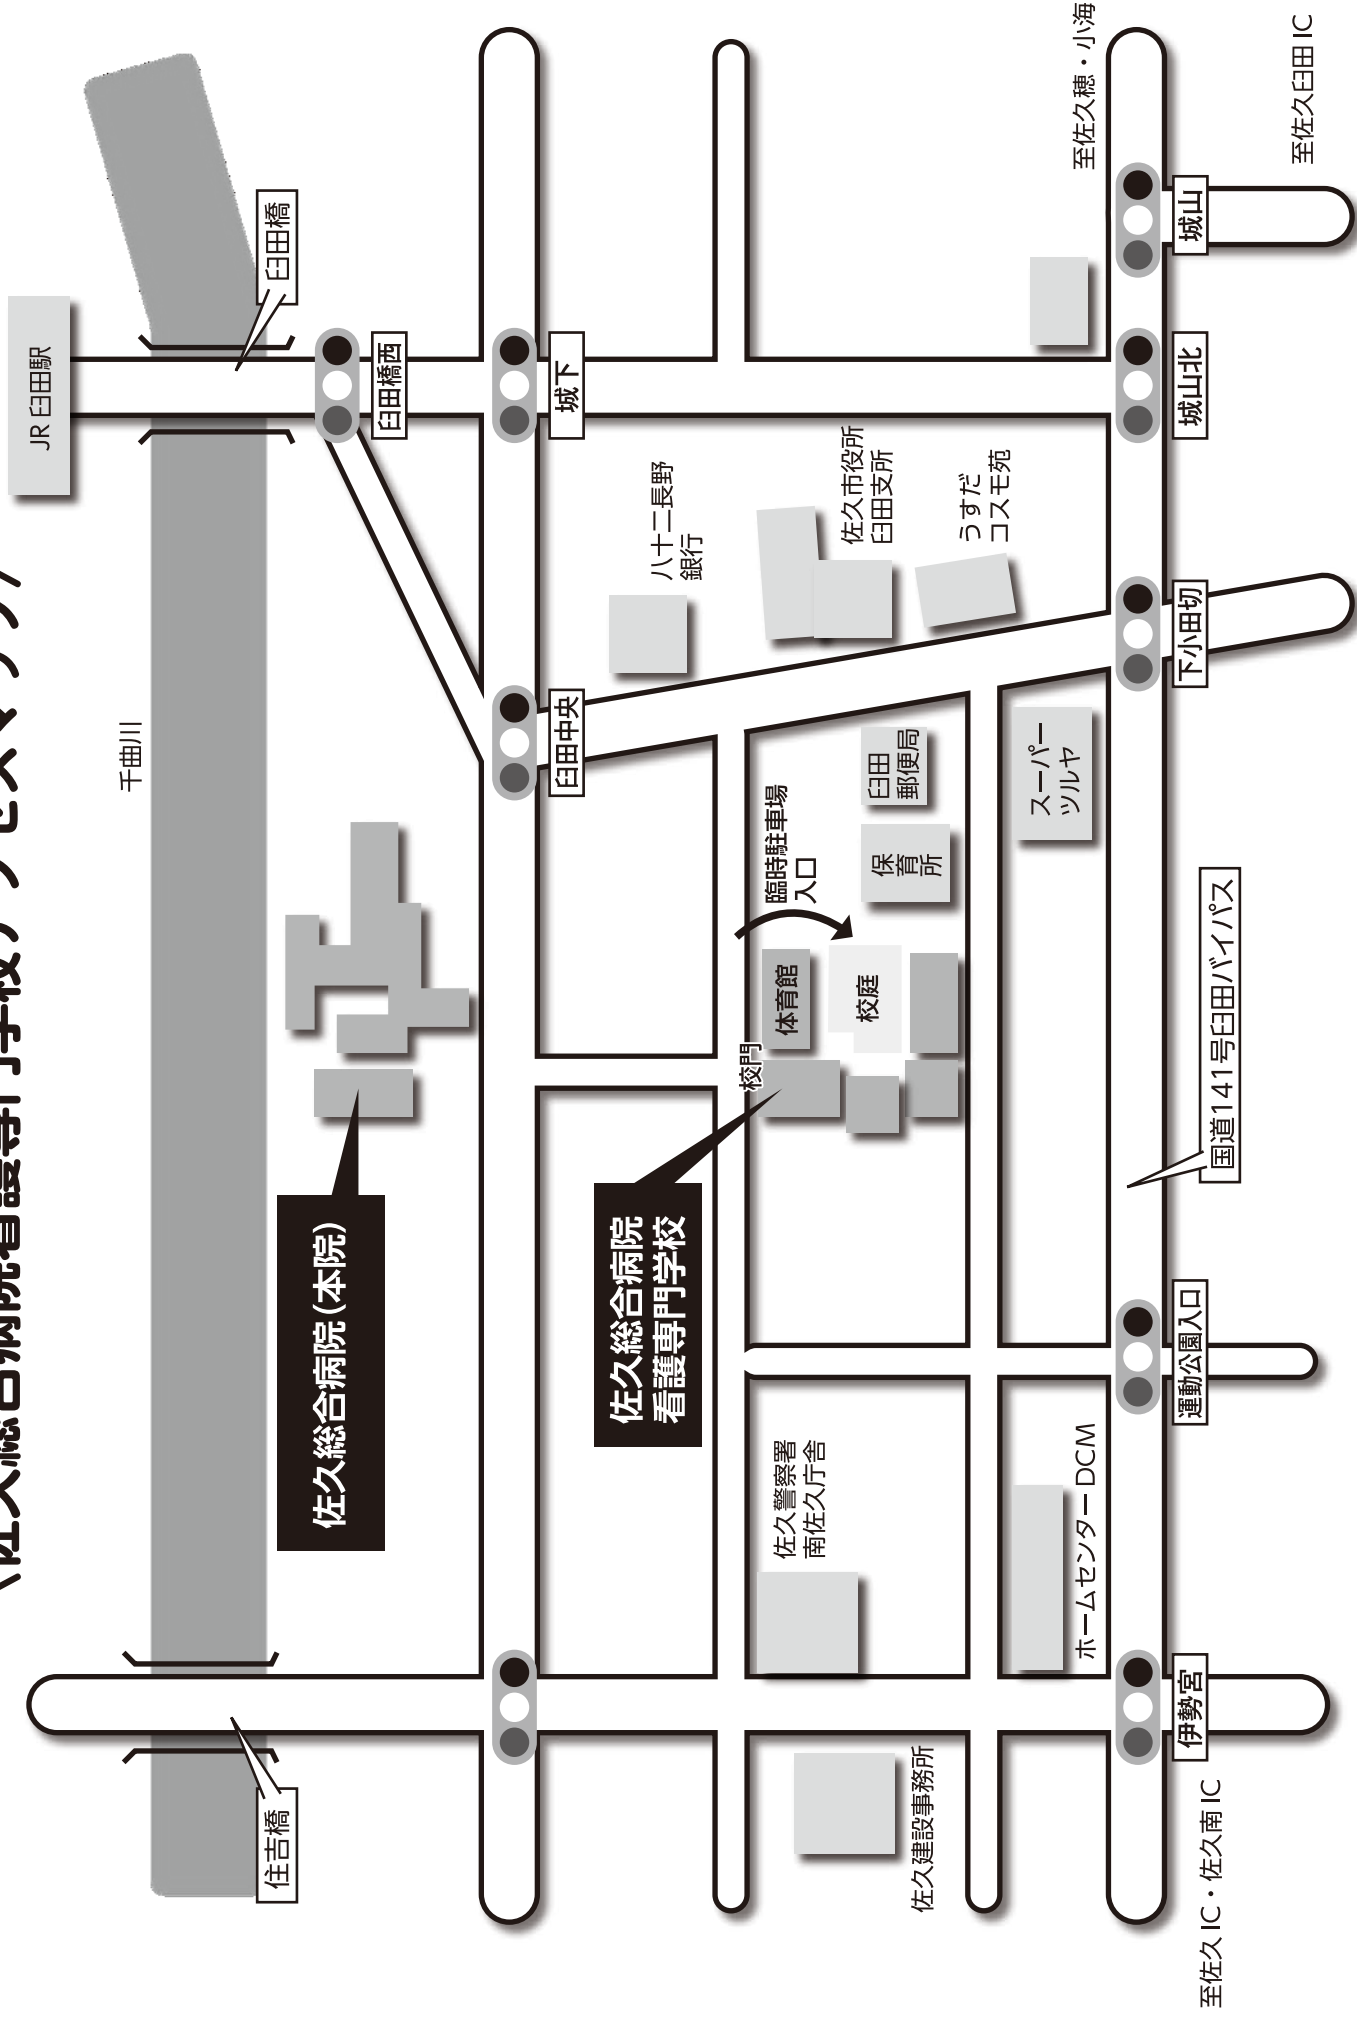 〈佐久総合病院看護専門学校アクセスマップ〉
JR 臼田駅
千曲川
住吉橋
臼田橋
臼田橋西
佐久総合病院（本院）
臼田中央
城下
八十二長野
銀行
佐久総合病院
看護専門学校
校門
体育館
校庭
臨時駐車場
入口
佐久市役所
臼田支所
うすだ
コスモ苑
臼田
郵便局
保
育
所
スーパー
ツルヤ
佐久警察署
南佐久庁舎
佐久建設事務所
ホームセンター DCM
至佐久穂・小海
伊勢宮
運動公園入口
下小田切
城山北
城山
国道141号臼田バイパス
至佐久 IC・佐久南 IC
至佐久臼田 IC